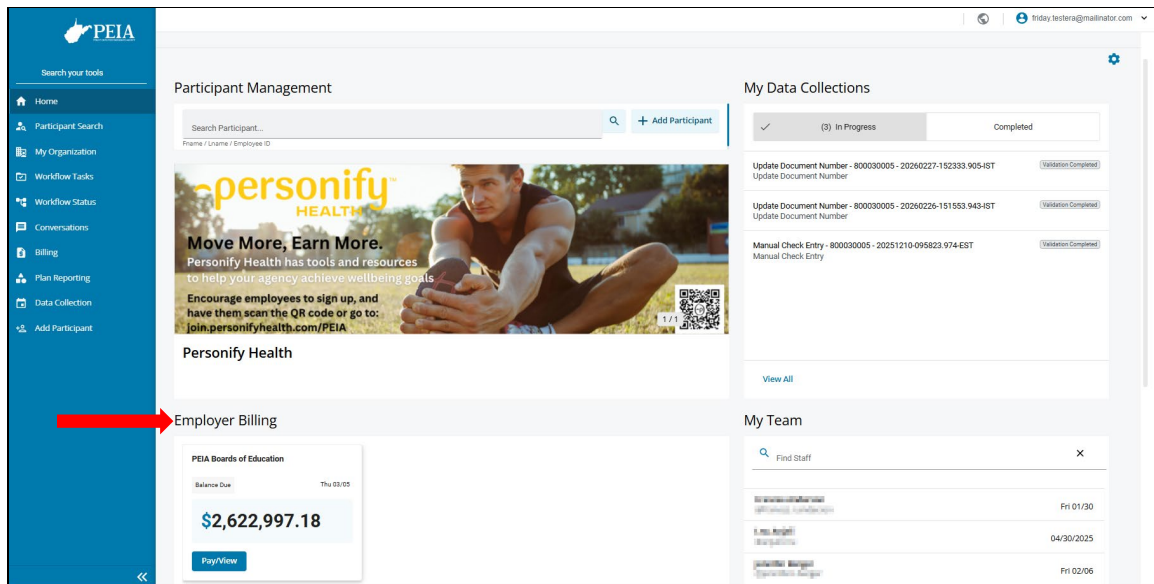 PEIA
friday.testera@mailinator.com
Search your tools
Home
Participant Search
My Organization
Workflow Tasks
Workflow Status
Conversations
Billing
Plan Reporting
Data Collection
Add Participant
Participant Management
Search Participant...
+ Add Participant
Fname / Lname / Employee ID
personify
HEALTH
Move More, Earn More.
Personify Health has tools and resources
to help your agency achieve wellbeing goals
Encourage employees to sign up, and
have them scan the QR code or go to:
join.personifyhealth.com/PEIA
1 / 1
Personify Health
My Data Collections
(3) In Progress
Completed
Update Document Number - 800030005 - 20260227-152333.905-IST
Validation Completed
Update Document Number
Update Document Number - 800030005 - 20260226-151553.943-IST
Validation Completed
Update Document Number
Manual Check Entry - 800030005 - 20251210-095823.974-EST
Validation Completed
Manual Check Entry
View All
Employer Billing
PEIA Boards of Education
Balance Due
Thu 03/05
$2,622,997.18
Pay/View
My Team
Find Staff
Fri 01/30
04/30/2025
Fri 02/06